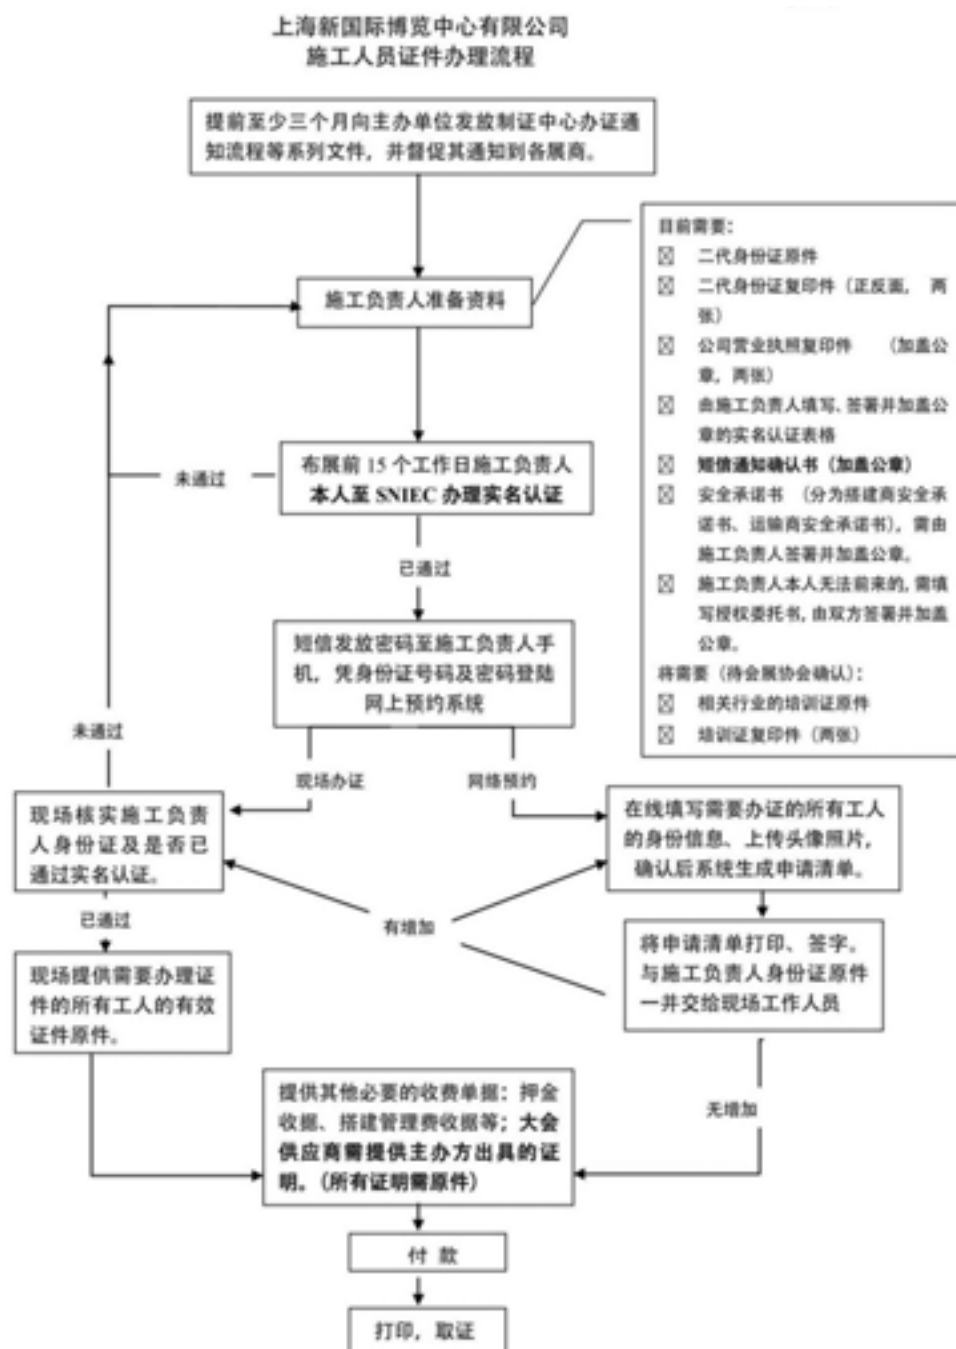 上海新国际博览中心有限公司
施工人员证件办理流程
提前至少三个月向主办单位发放制证中心办证通
知流程等系列文件，并督促其通知到各展商。
施工负责人准备资料
目前需要：
☒ 二代身份证原件
☒ 二代身份证复印件（正反面， 两
张）
☒ 公司营业执照复印件 （加盖公
章，两张）
☒ 由施工负责人填写、签署并加盖公
章的实名认证表格
☒ 短信通知确认书（加盖公章）
☒ 安全承诺书 （分为搭建商安全承
诺书、运输商安全承诺书），需由
施工负责人签署并加盖公章。
☒ 施工负责人本人无法前来的，需填
写授权委托书，由双方签署并加盖
公章。
将需要（待会展协会确认）：
☒ 相关行业的培训证原件
☒ 培训证复印件（两张）
布展前 15 个工作日施工负责人
本人至 SNIEC 办理实名认证
未通过
已通过
短信发放密码至施工负责人手
机，凭身份证号码及密码登陆
网上预约系统
未通过
现场办证
网络预约
现场核实施工负责
人身份证及是否已
通过实名认证。
在线填写需要办证的所有工人
的身份信息、上传头像照片，
确认后系统生成申请清单。
已通过
有增加
将申请清单打印、签字。
与施工负责人身份证原件
一并交给现场工作人员
现场提供需要办理证
件的所有工人的有效
证件原件。
无增加
提供其他必要的收费单据：押金
收据、搭建管理费收据等；大会
供应商需提供主办方出具的证
明。（所有证明需原件）
付 款
打印，取证